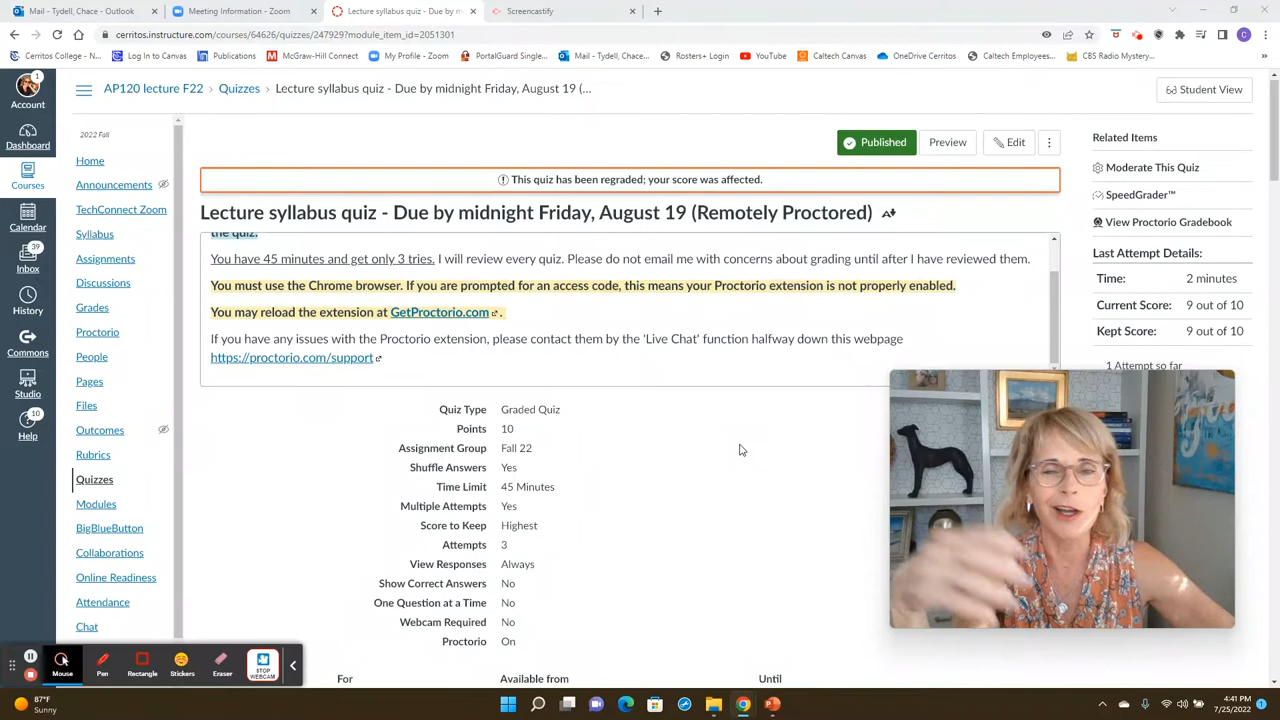 Mail - Tydell, Chace - Outlook
Meeting Information - Zoom
Lecture syllabus quiz - Due by m
Screencastify
cerritos.instructure.com/courses/64626/quizzes/247929?module_item_id=2051301
Cerritos College - N...
Log In to Canvas
Publications
McGraw-Hill Connect
My Profile - Zoom
PortalGuard Single...
Mail - Tydell, Chace...
Rosters+ Login
YouTube
Caltech Canvas
OneDrive Cerritos
Caltech Employees...
CBS Radio Mystery...
1
Account
Dashboard
Courses
Calendar
39
Inbox
History
Commons
Studio
10
Help
AP120 lecture F22 › Quizzes › Lecture syllabus quiz - Due by midnight Friday, August 19 (...
Student View
2022 Fall
Home
Announcements
TechConnect Zoom
Syllabus
Assignments
Discussions
Grades
Proctorio
People
Pages
Files
Outcomes
Rubrics
Quizzes
Modules
BigBlueButton
Collaborations
Online Readiness
Attendance
Chat
Published
Preview
Edit
This quiz has been regraded; your score was affected.
Lecture syllabus quiz - Due by midnight Friday, August 19 (Remotely Proctored)
the quiz.
You have 45 minutes and get only 3 tries. I will review every quiz. Please do not email me with concerns about grading until after I have reviewed them.
You must use the Chrome browser. If you are prompted for an access code, this means your Proctorio extension is not properly enabled.
You may reload the extension at GetProctorio.com .
If you have any issues with the Proctorio extension, please contact them by the 'Live Chat' function halfway down this webpage
https://proctorio.com/support
Quiz Type Graded Quiz
Points 10
Assignment Group Fall 22
Shuffle Answers Yes
Time Limit 45 Minutes
Multiple Attempts Yes
Score to Keep Highest
Attempts 3
View Responses Always
Show Correct Answers No
One Question at a Time No
Webcam Required No
Proctorio On
For Available from Until
Related Items
Moderate This Quiz
SpeedGrader™
View Proctorio Gradebook
Last Attempt Details:
Time: 2 minutes
Current Score: 9 out of 10
Kept Score: 9 out of 10
1 Attempt so far
Mouse
Pen
Rectangle
Stickers
Eraser
STOP
WEBCAM
87°F
Sunny
4:41 PM
7/25/2022